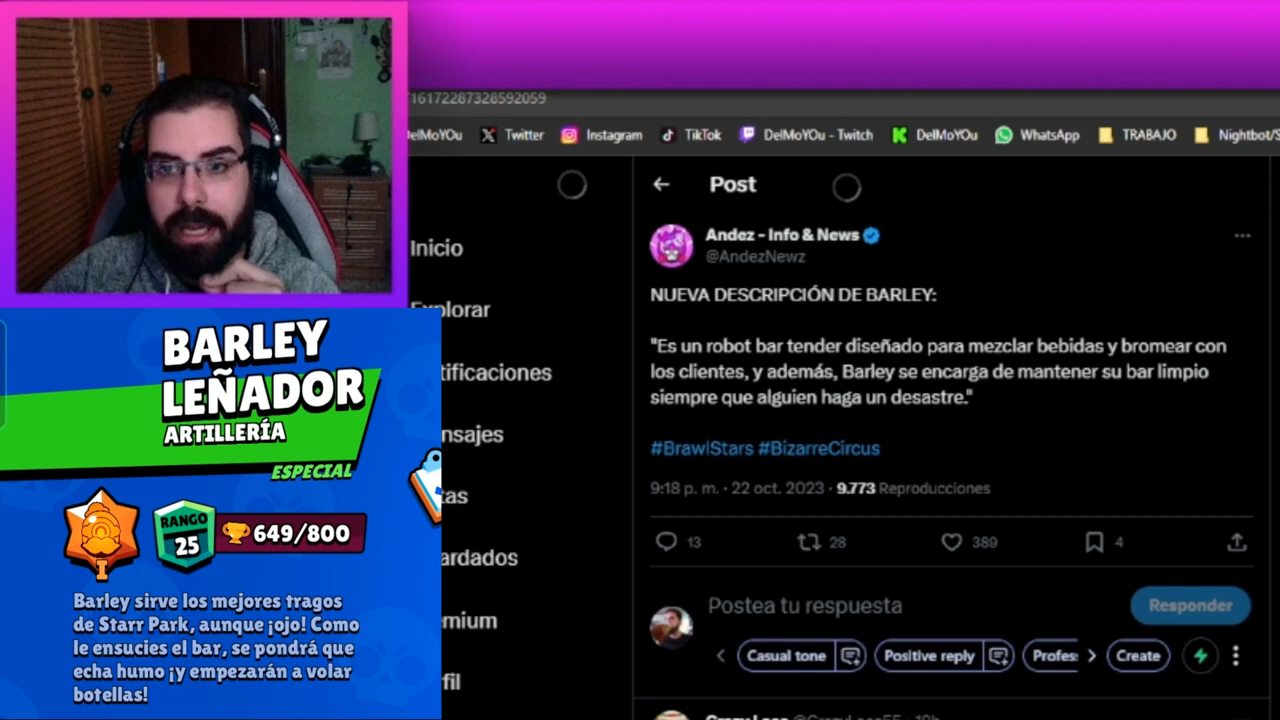 716172287328592059
DelMoYOu
Twitter
Instagram
TikTok
DelMoYOu - Twitch
DelMoYOu
WhatsApp
TRABAJO
Nightbot/S
Inicio
Explorar
tificaciones
nsajes
tas
ardados
emium
fil
Post
Andez - Info & News
@AndezNewz
NUEVA DESCRIPCIÓN DE BARLEY:
"Es un robot bar tender diseñado para mezclar bebidas y bromear con
los clientes, y además, Barley se encarga de mantener su bar limpio
siempre que alguien haga un desastre."
#BrawlStars #BizarreCircus
9:18 p. m. · 22 oct. 2023 · 9.773 Reproducciones
13
28
389
4
Postea tu respuesta
Responder
Casual tone
Positive reply
Profes
Create
BARLEY
LEÑADOR
ARTILLERÍA
ESPECIAL
I
RANGO
25
649/800
Barley sirve los mejores tragos
de Starr Park, aunque ¡ojo! Como
le ensucies el bar, se pondrá que
echa humo ¡y empezarán a volar
botellas!